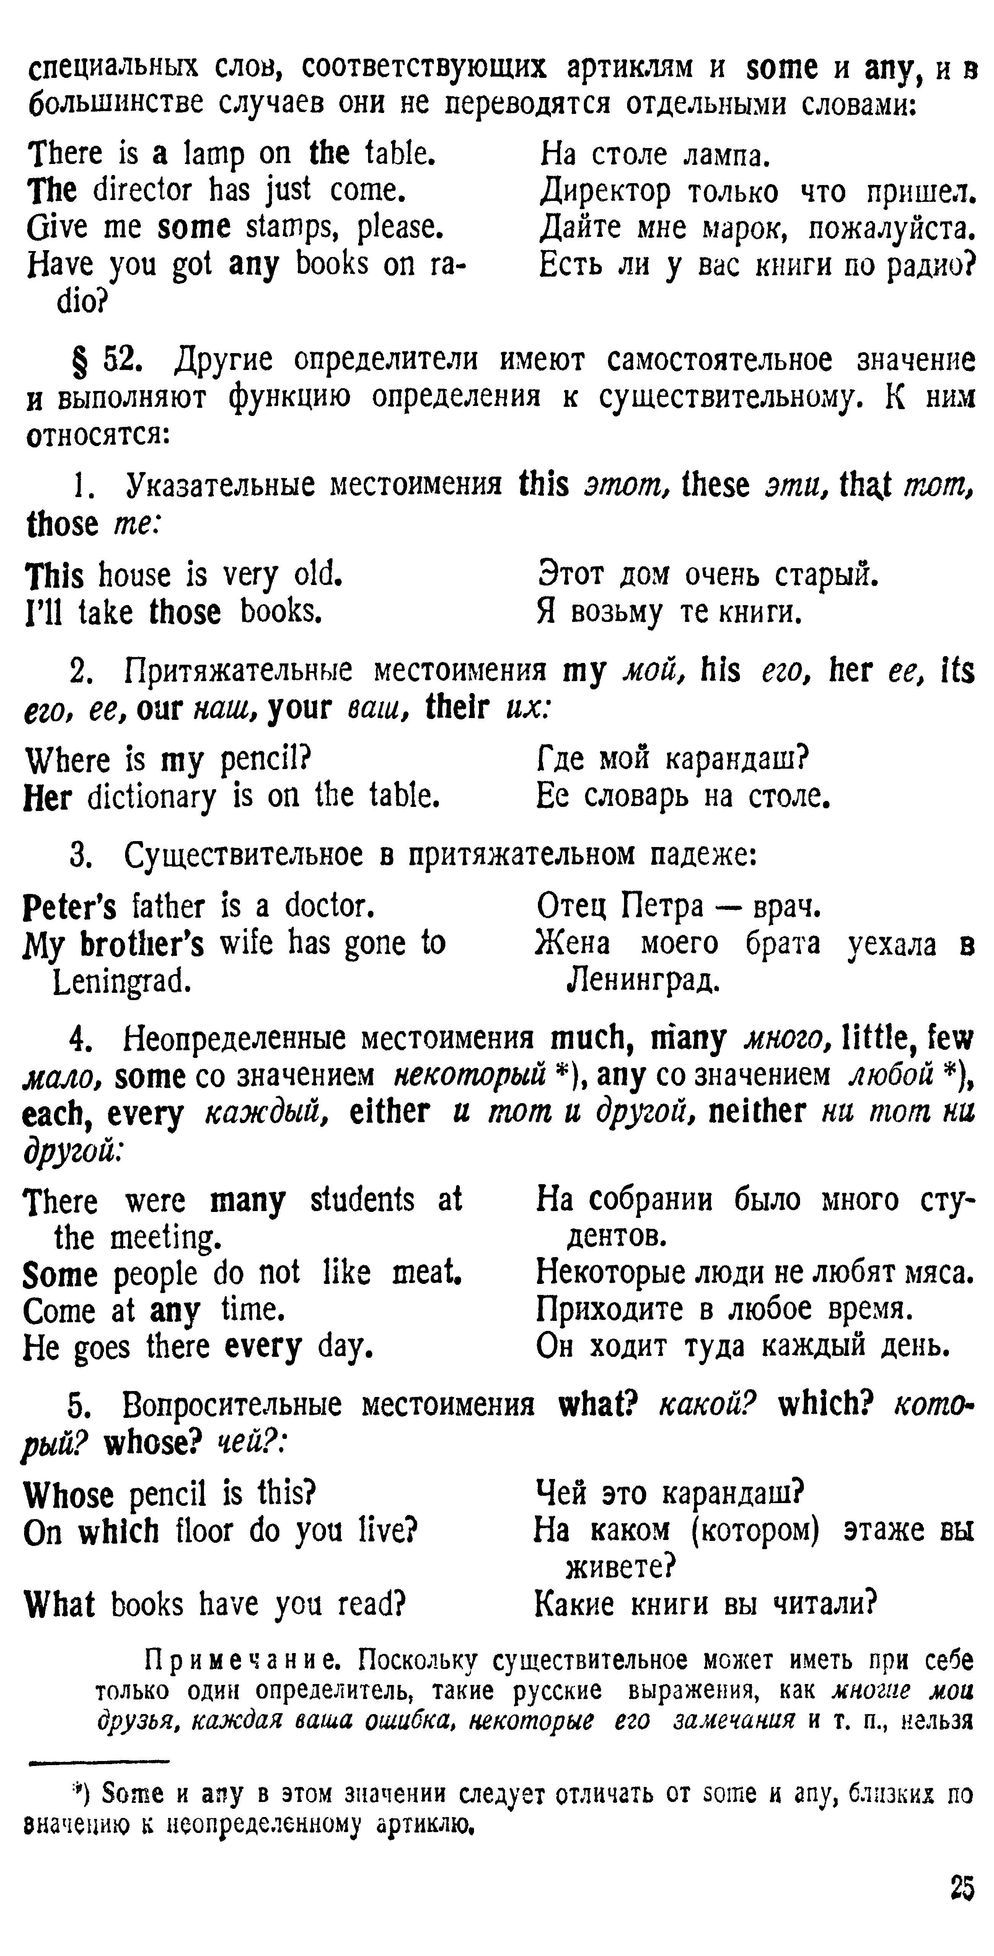 специальных слов, соответствующих артиклям и some и any, и в
большинстве случаев они не переводятся отдельными словами:
There is a lamp on the table. На столе лампа.
The director has just come. Директор только что пришел.
Give me some stamps, please. Дайте мне марок, пожалуйста.
Have you got any books on ra- Есть ли у вас книги по радио?
dio?
§ 52. Другие определители имеют самостоятельное значение
и выполняют функцию определения к существительному. К ним
относятся:
1. Указательные местоимения this этот, these эти, that тот,
those те:
This house is very old. Этот дом очень старый.
I'll take those books. Я возьму те книги.
2. Притяжательные местоимения my мой, his его, her ее, its
его, ее, our наш, your ваш, their их:
Where is my pencil? Где мой карандаш?
Her dictionary is on the table. Ее словарь на столе.
3. Существительное в притяжательном падеже:
Peter's father is a doctor. Отец Петра — врач.
My brother's wife has gone to Жена моего брата уехала в
Leningrad. Ленинград.
4. Неопределенные местоимения much, many много, little, few
мало, some со значением некоторый *), any со значением любой *),
each, every каждый, either и тот и другой, neither ни тот ни
другой:
There were many students at На собрании было много сту-
the meeting. дентов.
Some people do not like meat. Некоторые люди не любят мяса.
Come at any time. Приходите в любое время.
He goes there every day. Он ходит туда каждый день.
5. Вопросительные местоимения what? какой? which? кото-
рый? whose? чей?:
Whose pencil is this? Чей это карандаш?
On which floor do you live? На каком (котором) этаже вы
живете?
What books have you read? Какие книги вы читали?
Примечание. Поскольку существительное может иметь при себе
только один определитель, такие русские выражения, как многие мои
друзья, каждая ваша ошибка, некоторые его замечания и т. п., нельзя
*) Some и any в этом значении следует отличать от some и any, близких по
значению к неопределенному артиклю.
25